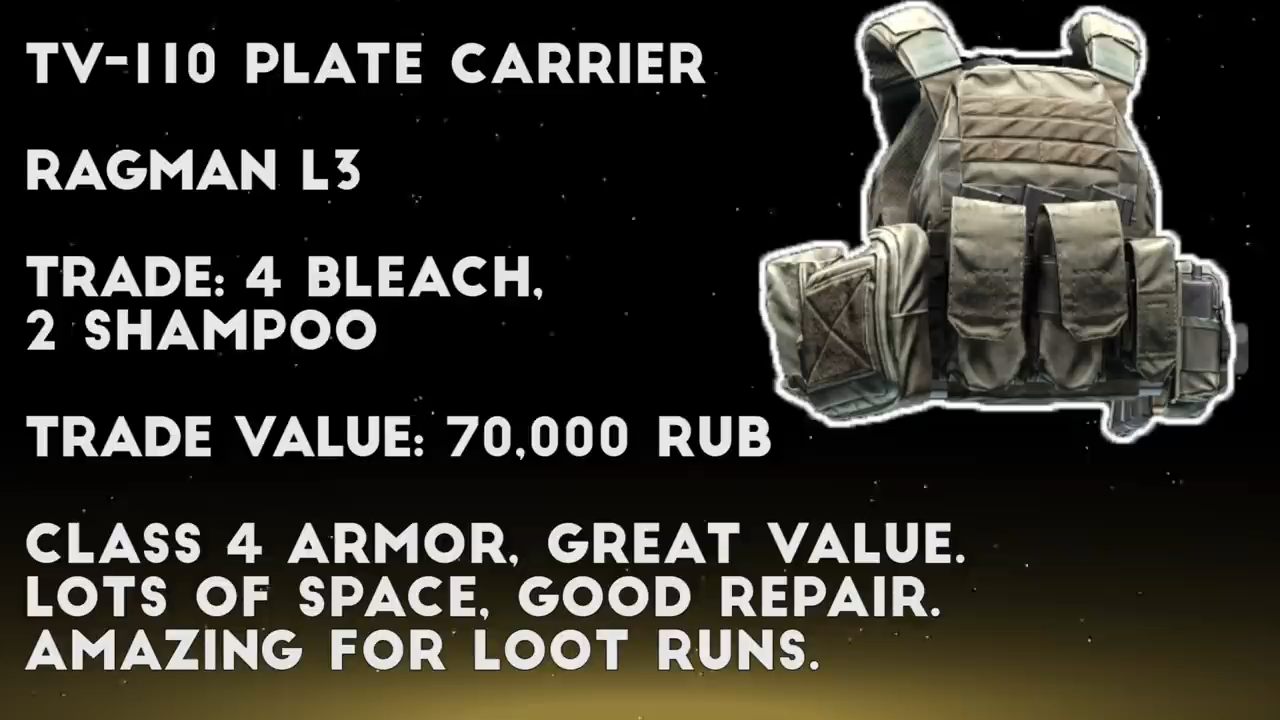 TV-110 PLATE CARRIER
RAGMAN L3
TRADE: 4 BLEACH,
2 SHAMPOO
TRADE VALUE: 70,000 RUB
CLASS 4 ARMOR, GREAT VALUE.
LOTS OF SPACE, GOOD REPAIR.
AMAZING FOR LOOT RUNS.